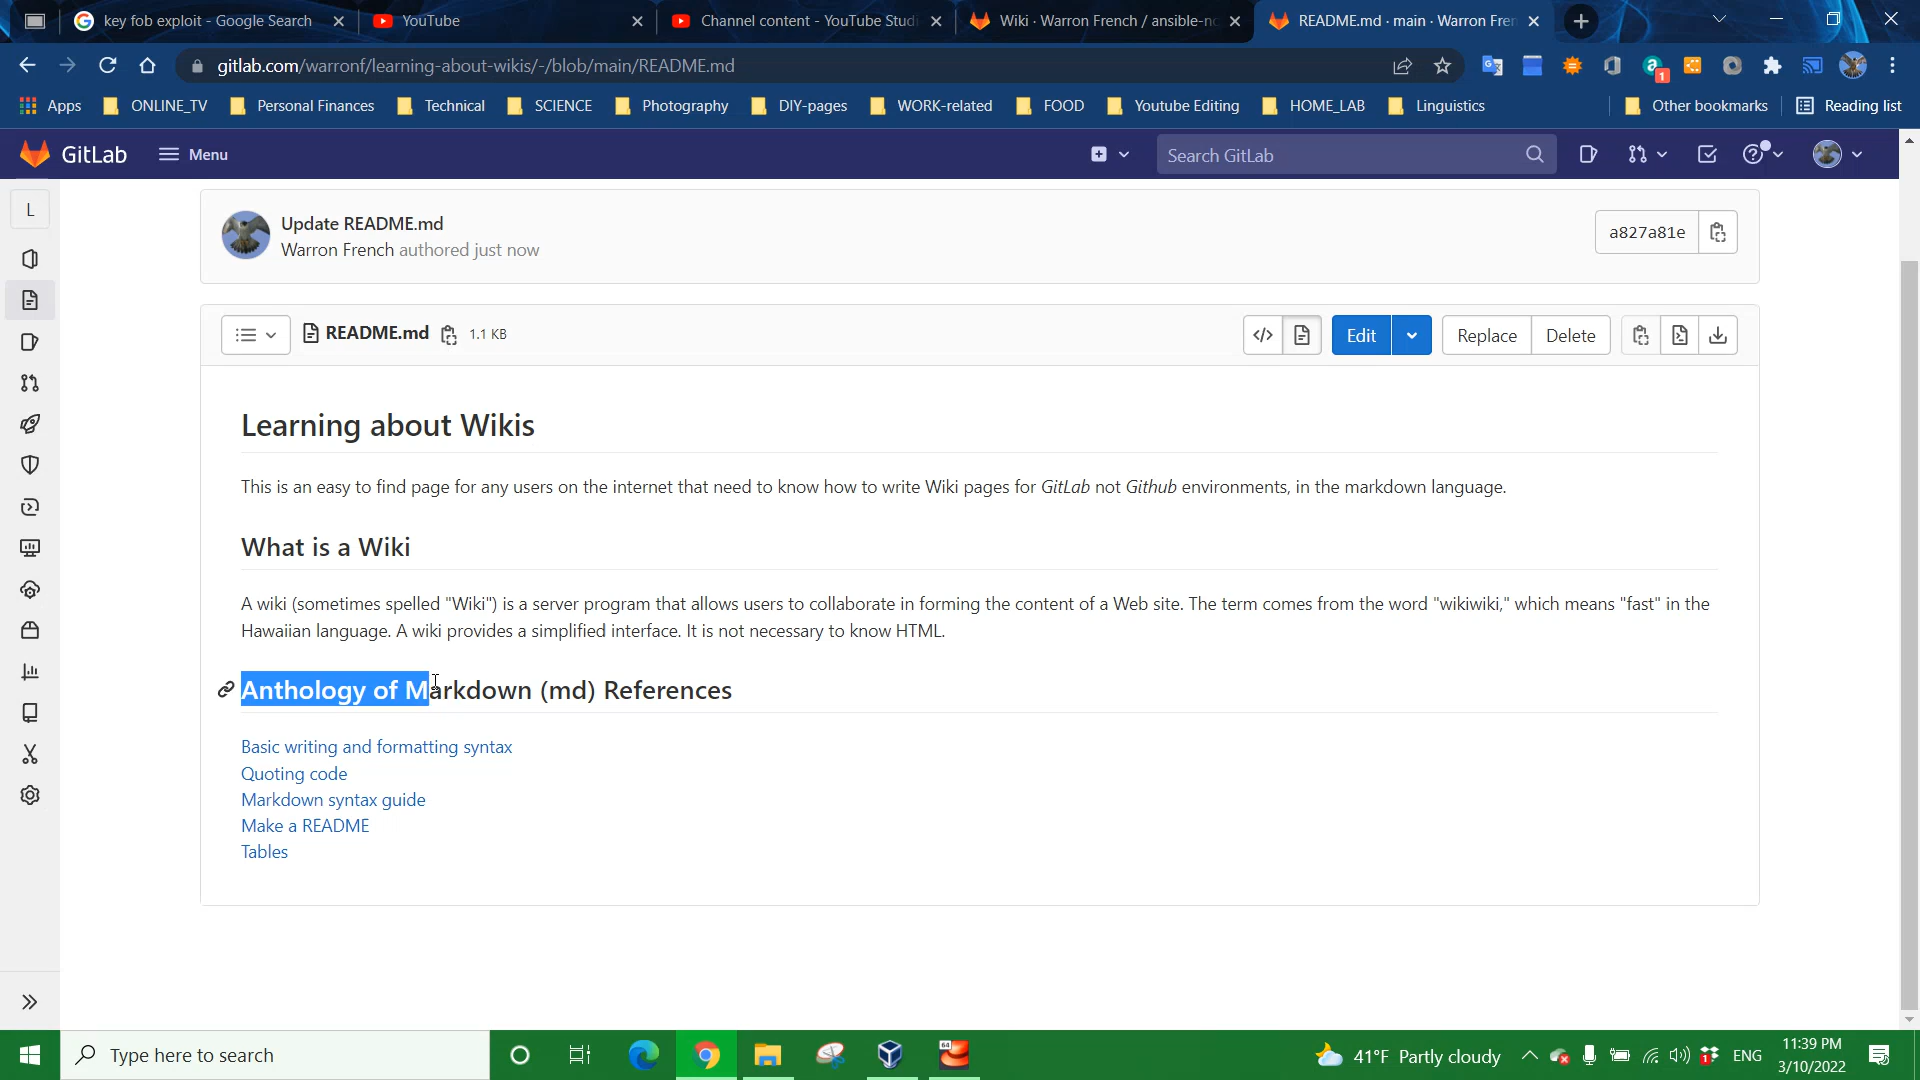 key fob exploit - Google Search
YouTube
Channel content - YouTube Studi
Wiki · Warron French / ansible-no
README.md · main · Warron Fren
gitlab.com/warronf/learning-about-wikis/-/blob/main/README.md
1
Apps
ONLINE_TV
Personal Finances
Technical
SCIENCE
Photography
DIY-pages
WORK-related
FOOD
Youtube Editing
HOME_LAB
Linguistics
Other bookmarks
Reading list
GitLab
Menu
Search GitLab
L
Update README.md
Warron French authored just now
a827a81e
README.md
1.1 KB
Edit
Replace
Delete
Learning about Wikis
This is an easy to find page for any users on the internet that need to know how to write Wiki pages for GitLab not Github environments, in the markdown language.
What is a Wiki
A wiki (sometimes spelled "Wiki") is a server program that allows users to collaborate in forming the content of a Web site. The term comes from the word "wikiwiki," which means "fast" in the
Hawaiian language. A wiki provides a simplified interface. It is not necessary to know HTML.
Anthology of Markdown (md) References
Basic writing and formatting syntax
Quoting code
Markdown syntax guide
Make a README
Tables
Type here to search
64
41°F Partly cloudy
1
ENG
11:39 PM
3/10/2022